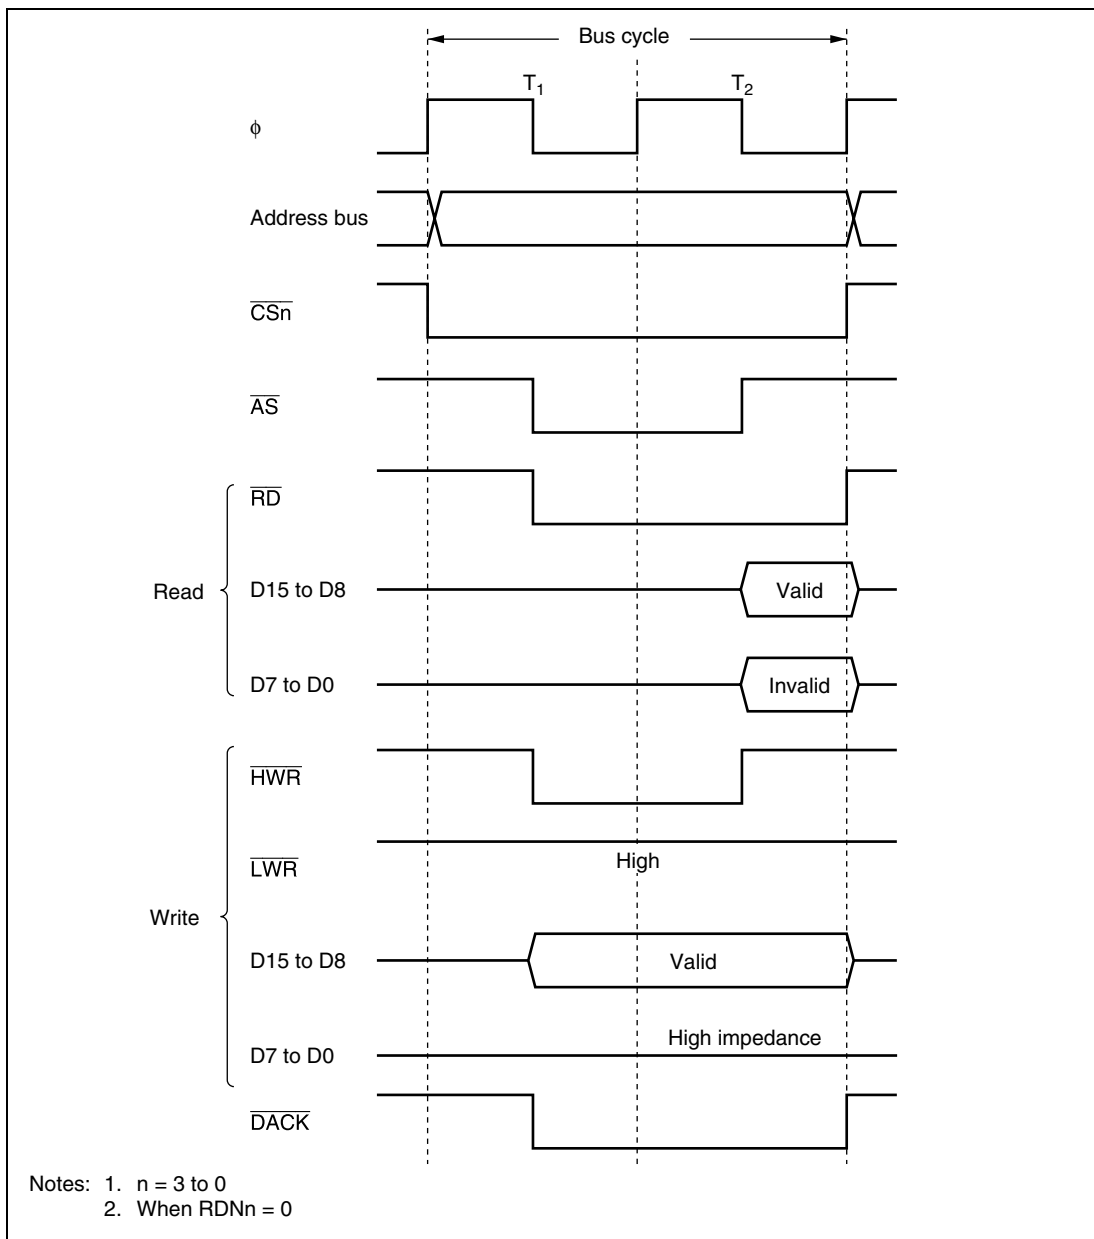 Bus cycle
T1 T2
ϕ
Address bus
CSn
AS
RD
Read D15 to D8 Valid
D7 to D0 Invalid
HWR
LWR High
Write
D15 to D8 Valid
High impedance
D7 to D0
DACK
Notes: 1. n = 3 to 0
2. When RDNn = 0